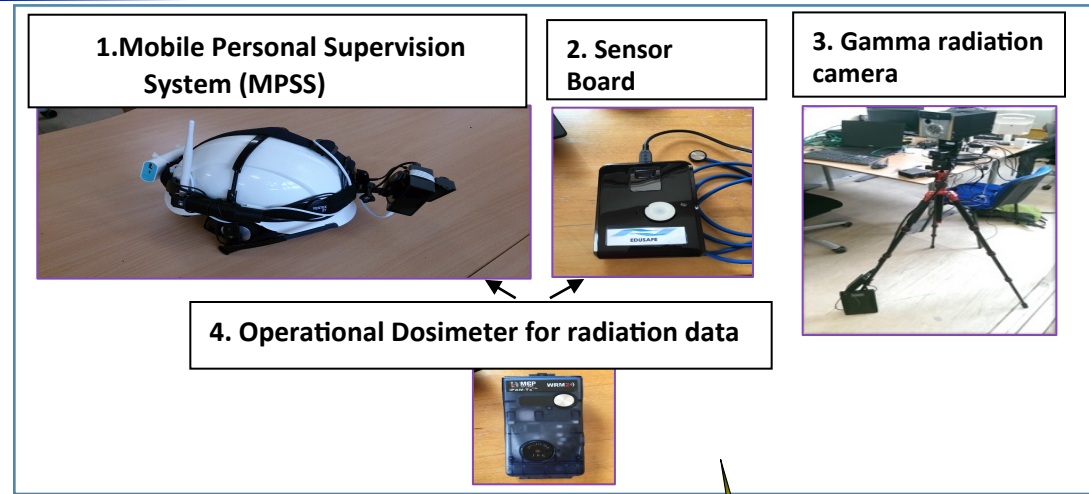 1.Mobile Personal Supervision
System (MPSS)
2. Sensor
Board
3. Gamma radiation
camera
EDUSAFE
4. Operational Dosimeter for radiation data
MGP
WRM2